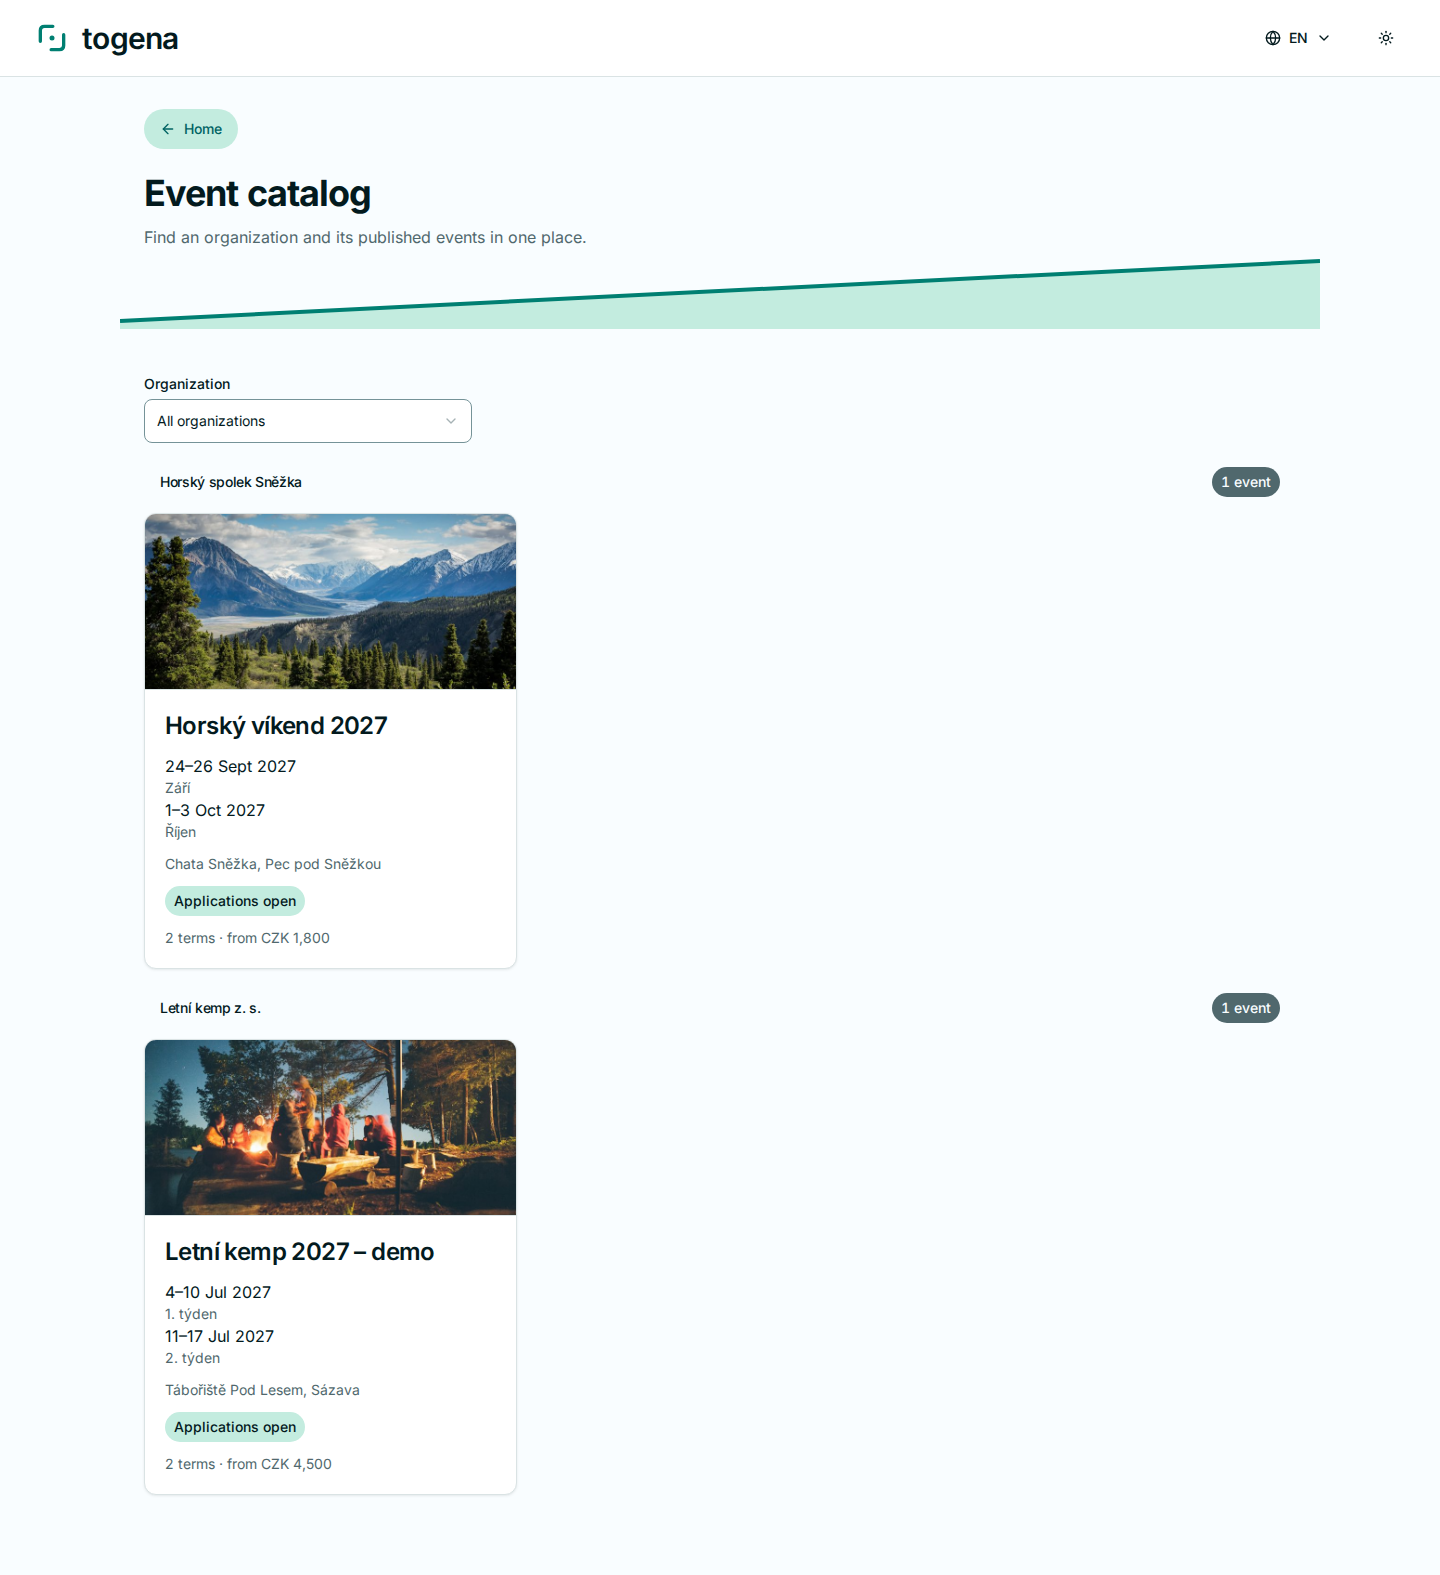 togena
EN
Home
Event catalog
Find an organization and its published events in one place.
Organization
All organizations
Horský spolek Sněžka
1 event
Horský víkend 2027
24–26 Sept 2027
Září
1–3 Oct 2027
Říjen
Chata Sněžka, Pec pod Sněžkou
Applications open
2 terms · from CZK 1,800
Letní kemp z. s.
1 event
Letní kemp 2027 – demo
4–10 Jul 2027
1. týden
11–17 Jul 2027
2. týden
Tábořiště Pod Lesem, Sázava
Applications open
2 terms · from CZK 4,500